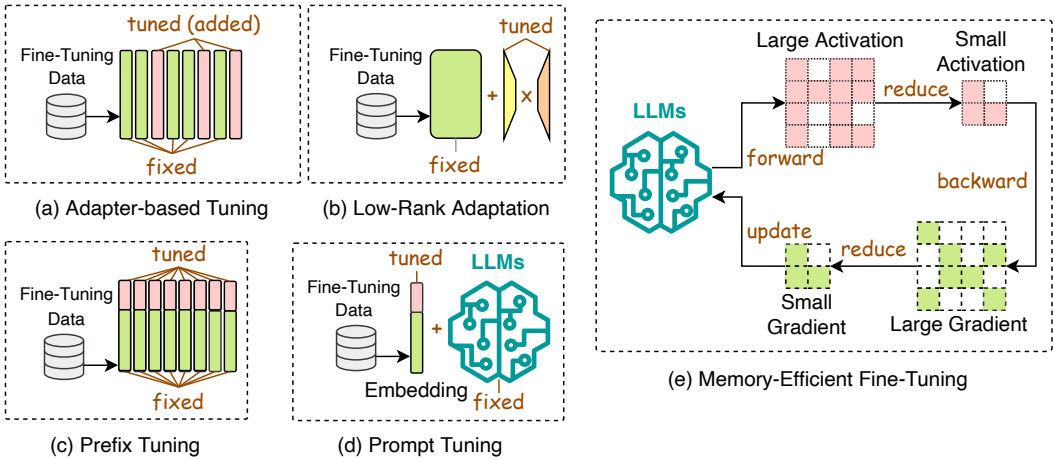 tuned (added)
Fine-Tuning
Data
fixed
(a) Adapter-based Tuning
tuned
Fine-Tuning
Data
+
x
fixed
(b) Low-Rank Adaptation
tuned
Fine-Tuning
Data
fixed
(c) Prefix Tuning
tuned
LLMs
Fine-Tuning
Data
+
Embedding
fixed
(d) Prompt Tuning
Large Activation
Small
Activation
reduce
LLMs
forward
backward
update
reduce
Small
Gradient
Large Gradient
(e) Memory-Efficient Fine-Tuning